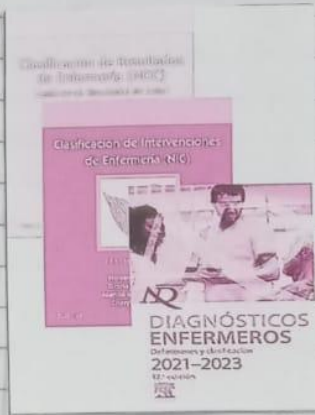 Clasificación de Resultados
de Enfermería (NOC)
Clasificación de Intervenciones
de Enfermería (NIC)
DIAGNÓSTICOS
ENFERMEROS
Definiciones y clasificación
2021-2023
12.ª edición